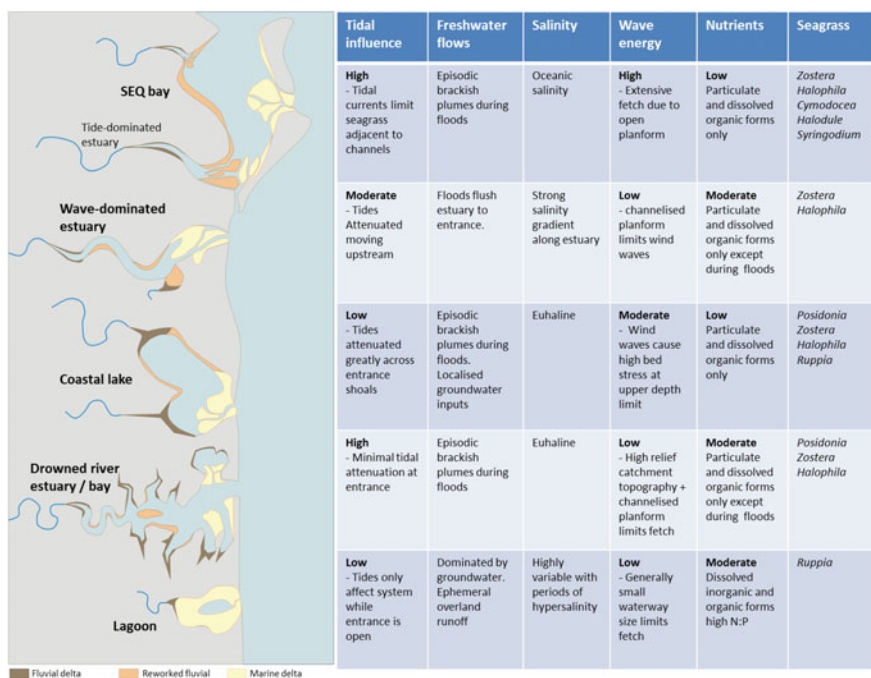 SEQ bay
Tide-dominated
estuary
Wave-dominated
estuary
Coastal lake
Drowned river
estuary / bay
Lagoon
Fluvial delta
Reworked fluvial
Marine delta
Tidal
influence
Freshwater
flows
Salinity
Wave
energy
Nutrients
Seagrass
High
- Tidal
currents limit
seagrass
adjacent to
channels
Episodic
brackish
plumes during
floods
Oceanic
salinity
High
- Extensive
fetch due to
open
planform
Low
Particulate
and dissolved
organic forms
only
Zostera
Halophila
Cymodocea
Halodule
Syringodium
Moderate
- Tides
Attenuated
moving
upstream
Floods flush
estuary to
entrance.
Strong
salinity
gradient
along estuary
Low
- channelised
planform
limits wind
waves
Moderate
Particulate
and dissolved
organic forms
only except
during floods
Zostera
Halophila
Low
- Tides
attenuated
greatly across
entrance
shoals
Episodic
brackish
plumes during
floods.
Localised
groundwater
inputs
Euhaline
Moderate
- Wind
waves cause
high bed
stress at
upper depth
limit
Low
Particulate
and dissolved
organic forms
only
Posidonia
Zostera
Halophila
Ruppia
High
- Minimal tidal
attenuation at
entrance
Episodic
brackish
plumes during
floods
Euhaline
Low
- High relief
catchment
topography +
channelised
planform
limits fetch
Moderate
Particulate
and dissolved
organic forms
only except
during floods
Posidonia
Zostera
Halophila
Low
- Tides only
affect system
while
entrance is
open
Dominated by
groundwater.
Ephemeral
overland
runoff
Highly
variable with
periods of
hypersalinity
Low
- Generally
small
waterway
size limits
fetch
Moderate
Dissolved
inorganic and
organic forms
high N:P
Ruppia